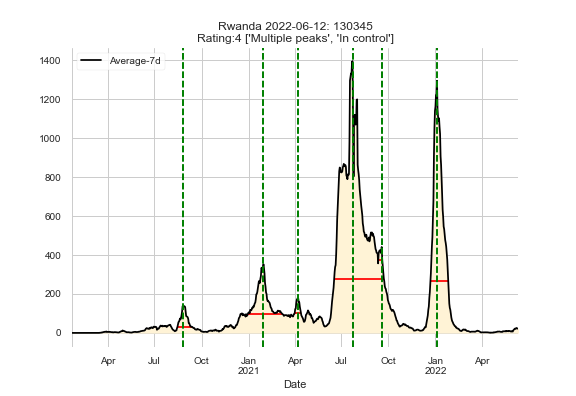 Rwanda 2022-06-12: 130345
Rating:4 ['Multiple peaks', 'In control']
Average-7d
1400
1200
1000
800
600
400
200
0
Apr Jul Oct Jan Apr Jul Oct Jan Apr
2021 2022
Date